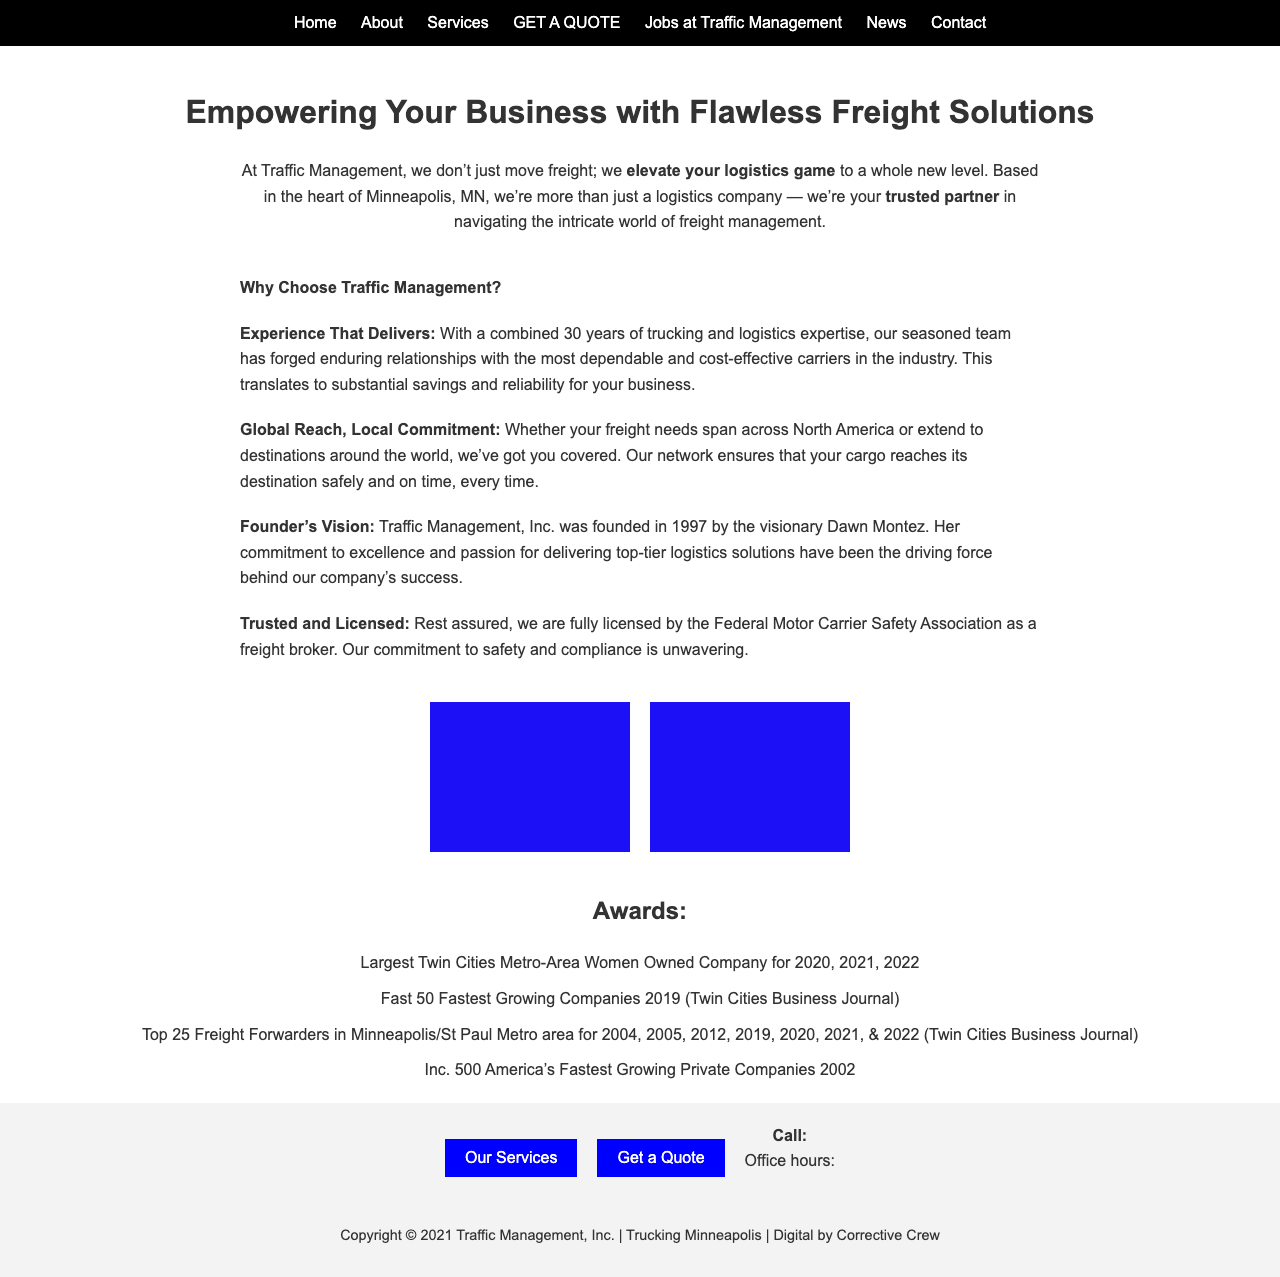 Home About Services GET A QUOTE Jobs at Traffic Management News Contact
Empowering Your Business with Flawless Freight Solutions
At Traffic Management, we don’t just move freight; we elevate your logistics game to a whole new level. Based
in the heart of Minneapolis, MN, we’re more than just a logistics company — we’re your trusted partner in
navigating the intricate world of freight management.
Why Choose Traffic Management?
Experience That Delivers: With a combined 30 years of trucking and logistics expertise, our seasoned team
has forged enduring relationships with the most dependable and cost-effective carriers in the industry. This
translates to substantial savings and reliability for your business.
Global Reach, Local Commitment: Whether your freight needs span across North America or extend to
destinations around the world, we’ve got you covered. Our network ensures that your cargo reaches its
destination safely and on time, every time.
Founder’s Vision: Traffic Management, Inc. was founded in 1997 by the visionary Dawn Montez. Her
commitment to excellence and passion for delivering top-tier logistics solutions have been the driving force
behind our company’s success.
Trusted and Licensed: Rest assured, we are fully licensed by the Federal Motor Carrier Safety Association as a
freight broker. Our commitment to safety and compliance is unwavering.
Awards:
Largest Twin Cities Metro-Area Women Owned Company for 2020, 2021, 2022
Fast 50 Fastest Growing Companies 2019 (Twin Cities Business Journal)
Top 25 Freight Forwarders in Minneapolis/St Paul Metro area for 2004, 2005, 2012, 2019, 2020, 2021, & 2022 (Twin Cities Business Journal)
Inc. 500 America’s Fastest Growing Private Companies 2002
Our Services Get a Quote
Call:
Office hours:
Copyright © 2021 Traffic Management, Inc. | Trucking Minneapolis | Digital by Corrective Crew